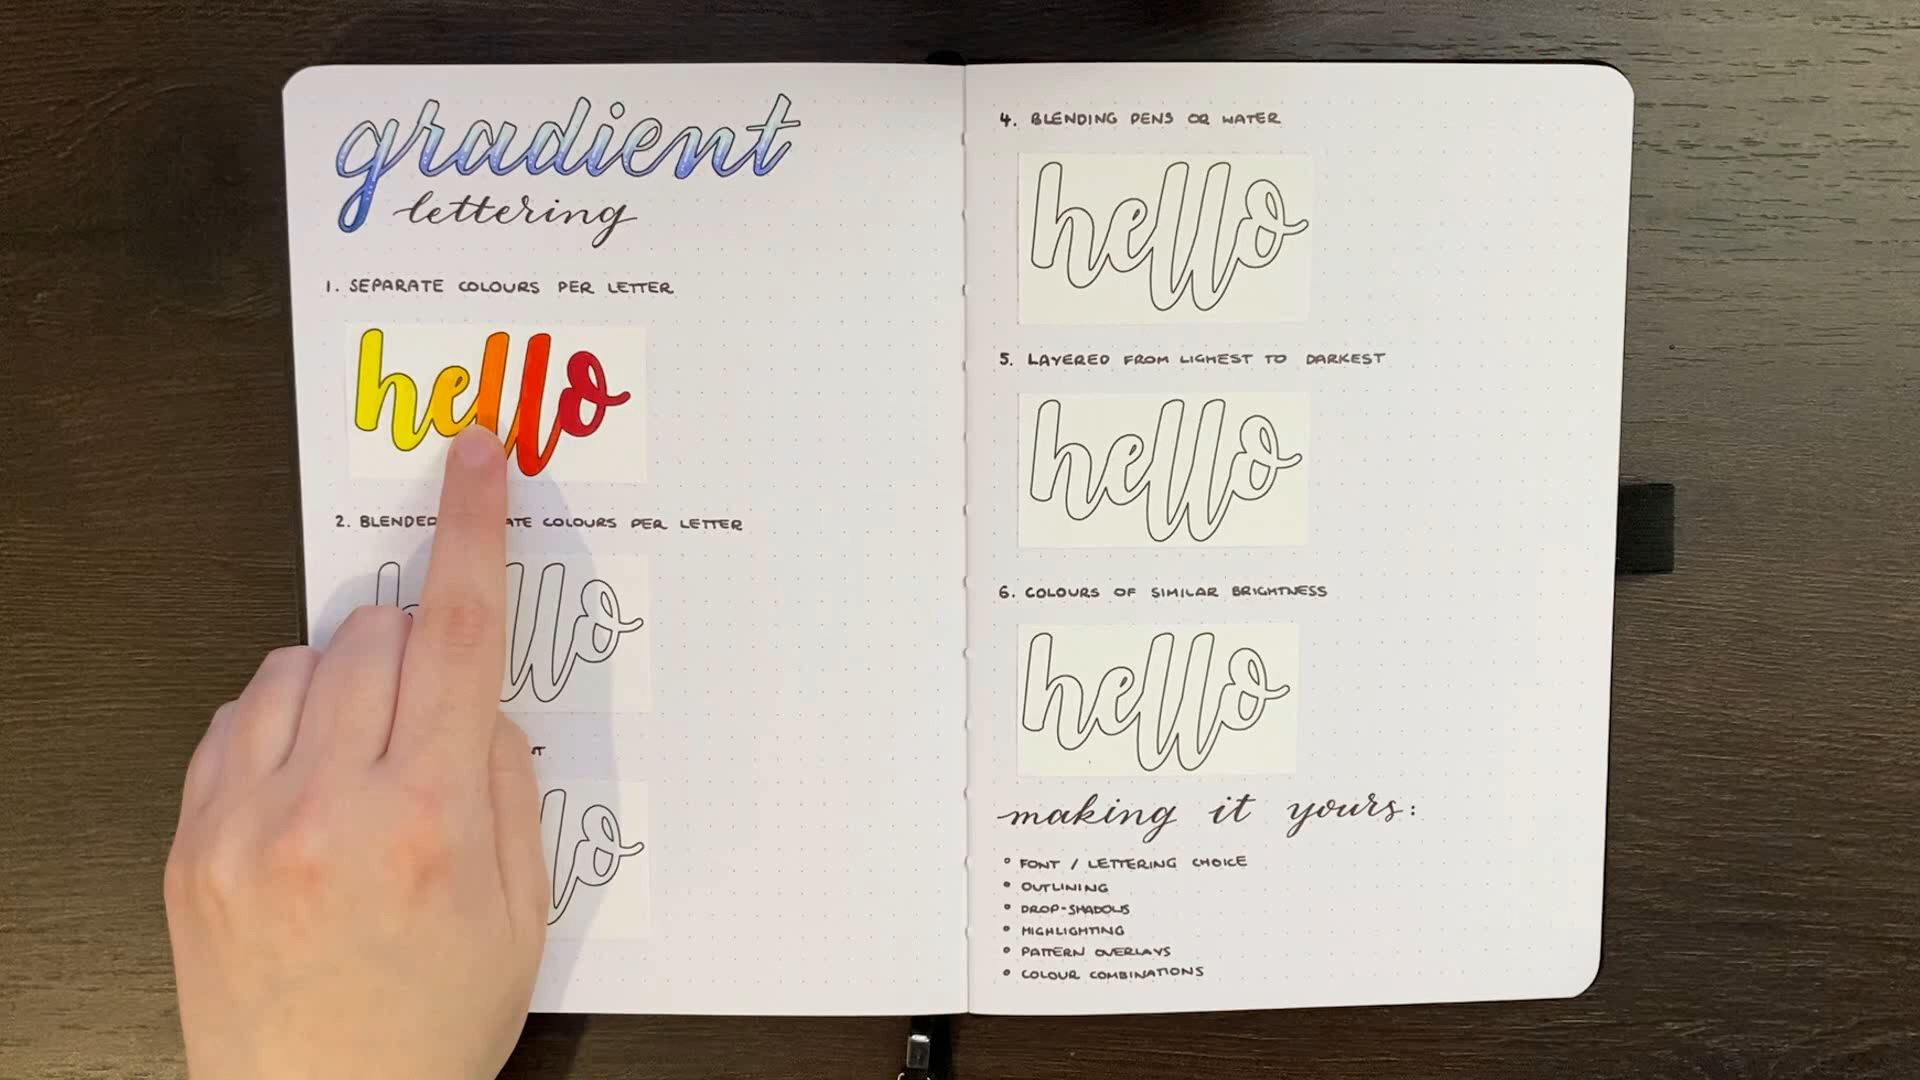 gradient
lettering
1. SEPARATE COLOURS PER LETTER
hello
2. BLENDED COLOURS PER LETTER
hello
4. BLENDING PENS OR WATER
hello
5. LAYERED FROM LIGHEST TO DARKEST
hello
6. COLOURS OF SIMILAR BRIGHTNESS
hello
making it yours:
° FONT / LETTERING CHOICE
° OUTLINING
° DROP-SHADOWS
° HIGHLIGHTING
° PATTERN OVERLAYS
° COLOUR COMBINATIONS